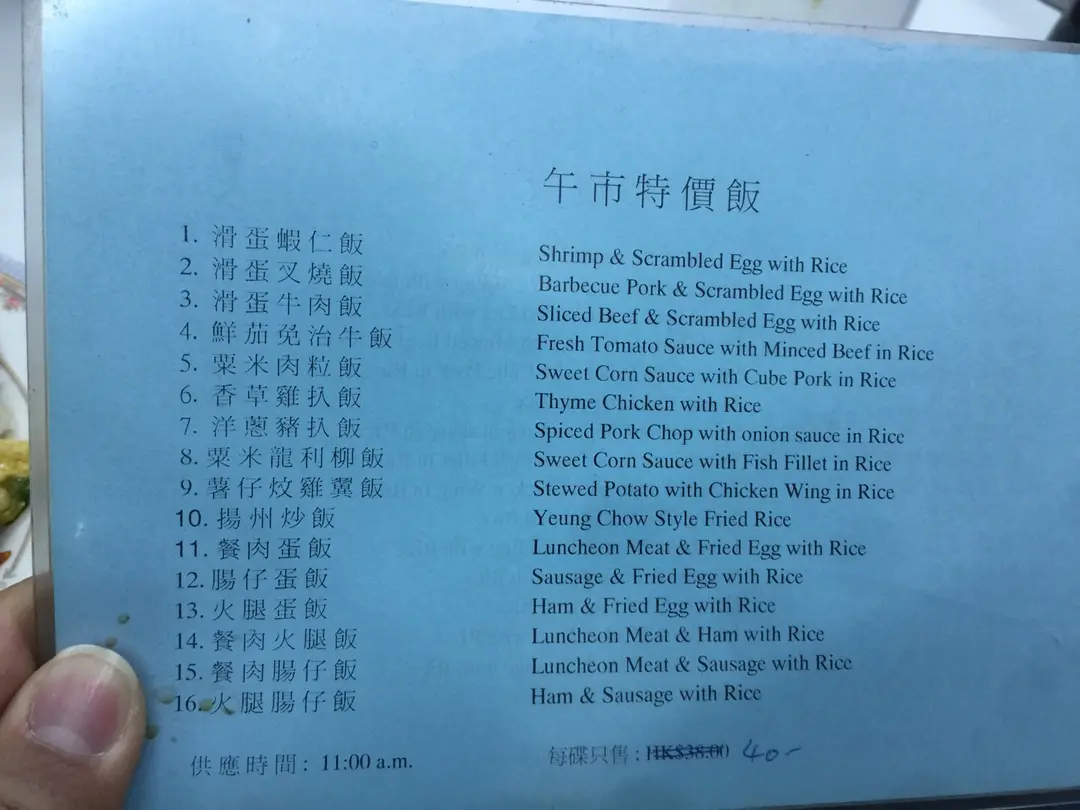 午市特價飯
1. 滑蛋蝦仁飯 Shrimp & Scrambled Egg with Rice
2. 滑蛋叉燒飯 Barbecue Pork & Scrambled Egg with Rice
3. 滑蛋牛肉飯 Sliced Beef & Scrambled Egg with Rice
4. 鮮茄免治牛飯 Fresh Tomato Sauce with Minced Beef in Rice
5. 粟米肉粒飯 Sweet Corn Sauce with Cube Pork in Rice
6. 香草雞扒飯 Thyme Chicken with Rice
7. 洋蔥豬扒飯 Spiced Pork Chop with onion sauce in Rice
8. 粟米龍利柳飯 Sweet Corn Sauce with Fish Fillet in Rice
9. 薯仔炆雞翼飯 Stewed Potato with Chicken Wing in Rice
10. 揚州炒飯 Yeung Chow Style Fried Rice
11. 餐肉蛋飯 Luncheon Meat & Fried Egg with Rice
12. 腸仔蛋飯 Sausage & Fried Egg with Rice
13. 火腿蛋飯 Ham & Fried Egg with Rice
14. 餐肉火腿飯 Luncheon Meat & Ham with Rice
15. 餐肉腸仔飯 Luncheon Meat & Sausage with Rice
16. 火腿腸仔飯 Ham & Sausage with Rice
供應時間: 11:00 a.m. 每碟只售: HK$38.00 40-